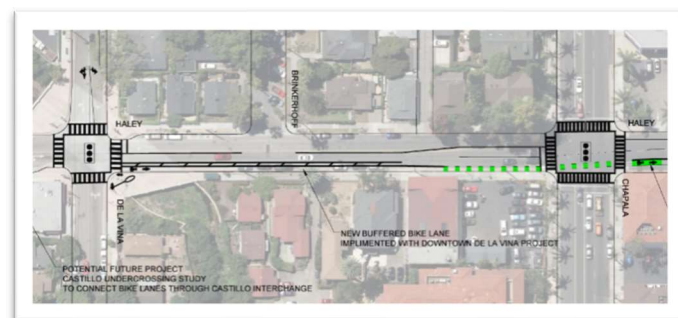 BRINKERHOFF
HALEY
HALEY
DE LA VINA
CHAPALA
NEW BUFFERED BIKE LANE
IMPLIMENTED WITH DOWNTOWN DE LA VINA PROJECT
POTENTIAL FUTURE PROJECT
CASTILLO UNDERCROSSING STUDY
TO CONNECT BIKE LANES THROUGH CASTILLO INTERCHANGE